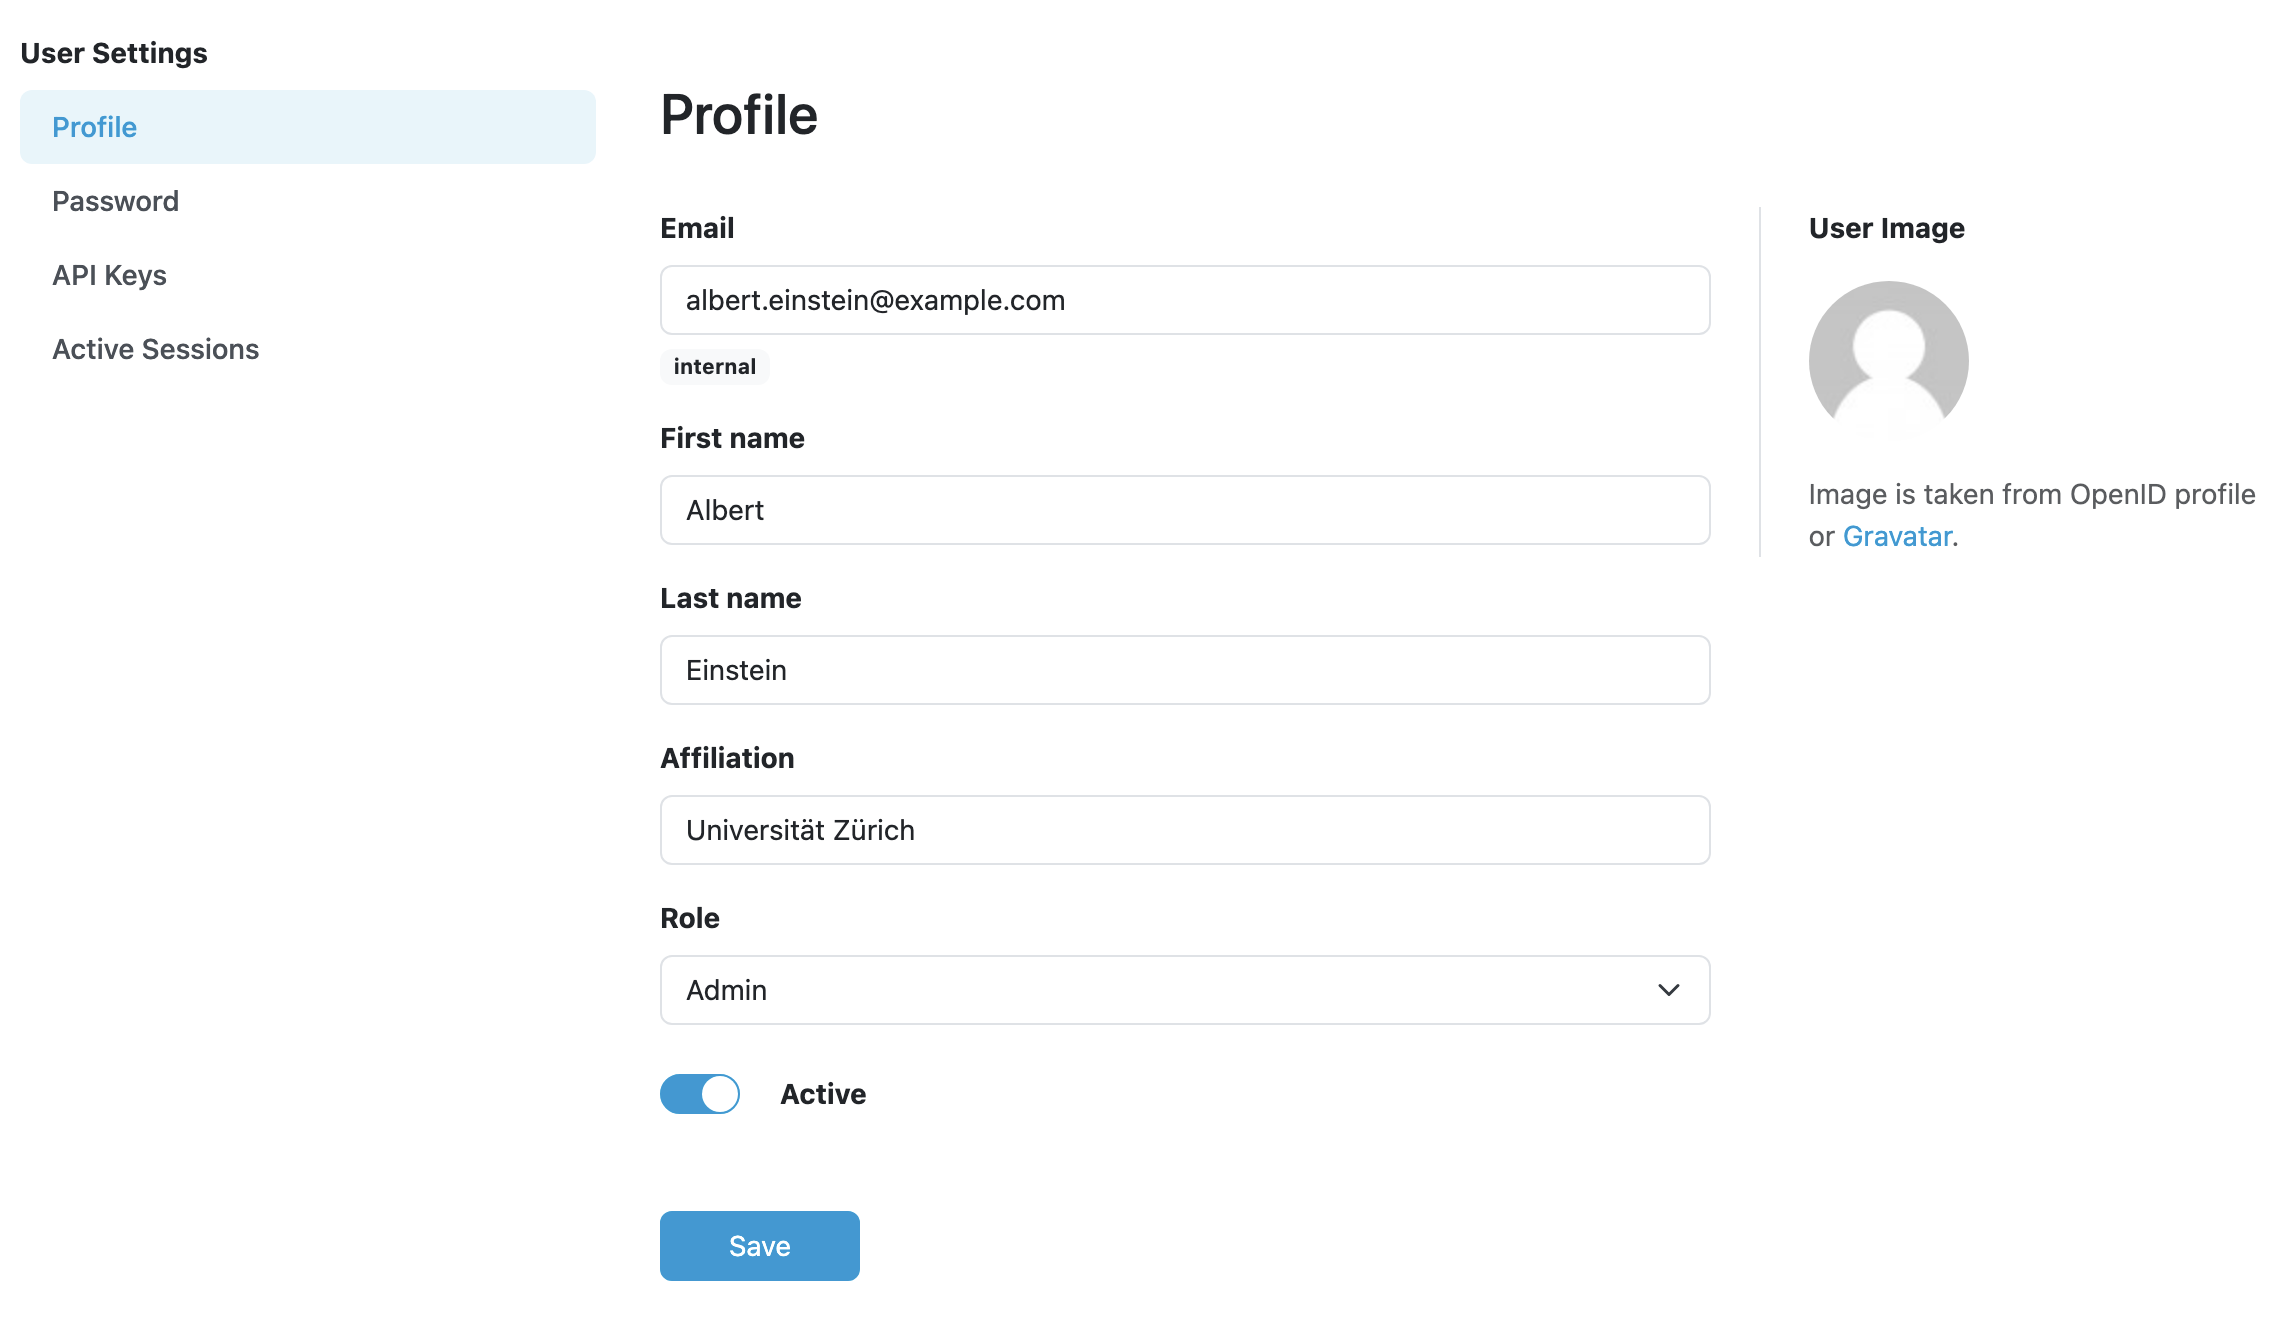 User Settings
Profile
Password
API Keys
Active Sessions
Profile
Email
albert.einstein@example.com
internal
First name
Albert
Last name
Einstein
Affiliation
Universität Zürich
Role
Admin
Active
Save
User Image
Image is taken from OpenID profile
or Gravatar.